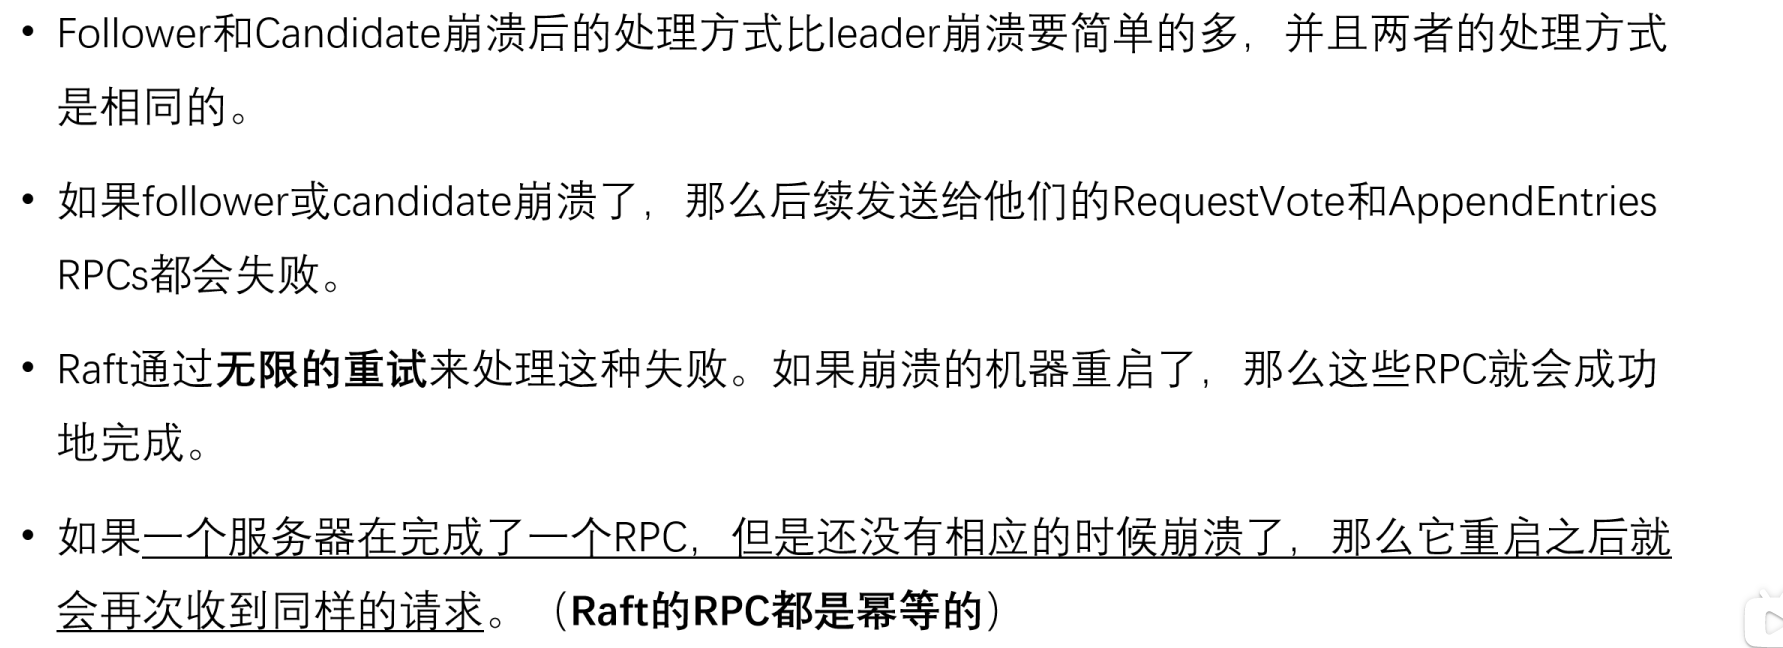 • Follower和Candidate崩溃后的处理方式比leader崩溃要简单的多，并且两者的处理方式
是相同的。
• 如果follower或candidate崩溃了，那么后续发送给他们的RequestVote和AppendEntries
RPCs都会失败。
• Raft通过无限的重试来处理这种失败。如果崩溃的机器重启了，那么这些RPC就会成功
地完成。
• 如果一个服务器在完成了一个RPC，但是还没有相应的时候崩溃了，那么它重启之后就
会再次收到同样的请求。（Raft的RPC都是幂等的）